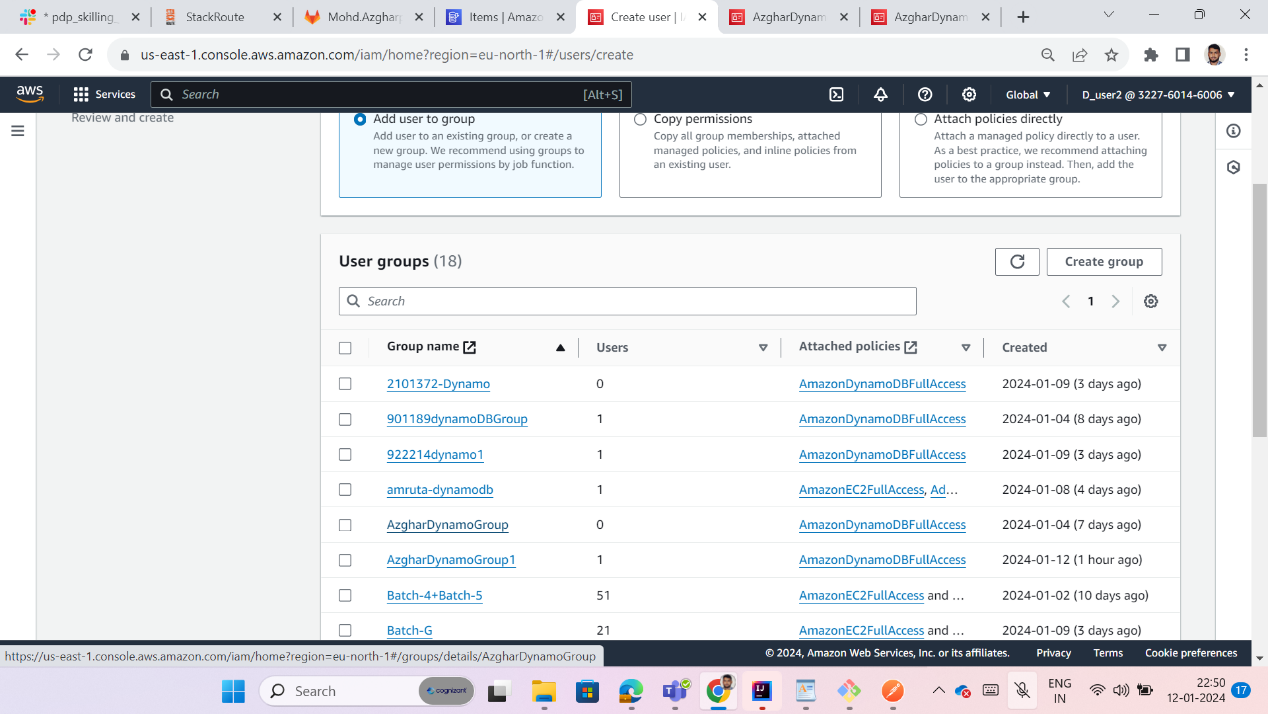 * pdp_skilling_
StackRoute
Mohd.Azgharp
Items | Amazo
Create user | I
AzgharDynam
AzgharDynam
us-east-1.console.aws.amazon.com/iam/home?region=eu-north-1#/users/create
aws
Services
Search
[Alt+S]
Global
D_user2 @ 3227-6014-6006
Review and create
Add user to group
Add user to an existing group, or create a
new group. We recommend using groups to
manage user permissions by job function.
Copy permissions
Copy all group memberships, attached
managed policies, and inline policies from
an existing user.
Attach policies directly
Attach a managed policy directly to a user.
As a best practice, we recommend attaching
policies to a group instead. Then, add the
user to the appropriate group.
User groups (18)
Create group
Search
1
Group name Users Attached policies Created
2101372-Dynamo 0 AmazonDynamoDBFullAccess 2024-01-09 (3 days ago)
901189dynamoDBGroup 1 AmazonDynamoDBFullAccess 2024-01-04 (8 days ago)
922214dynamo1 1 AmazonDynamoDBFullAccess 2024-01-09 (3 days ago)
amruta-dynamodb 1 AmazonEC2FullAccess, Ad... 2024-01-08 (4 days ago)
AzgharDynamoGroup 0 AmazonDynamoDBFullAccess 2024-01-04 (7 days ago)
AzgharDynamoGroup1 1 AmazonDynamoDBFullAccess 2024-01-12 (1 hour ago)
Batch-4+Batch-5 51 AmazonEC2FullAccess and ... 2024-01-02 (10 days ago)
Batch-G 21 AmazonEC2FullAccess and ... 2024-01-09 (3 days ago)
https://us-east-1.console.aws.amazon.com/iam/home?region=eu-north-1#/groups/details/AzgharDynamoGroup
© 2024, Amazon Web Services, Inc. or its affiliates.
Privacy
Terms
Cookie preferences
Search
cognizant
ENG
IN
22:50
12-01-2024
17